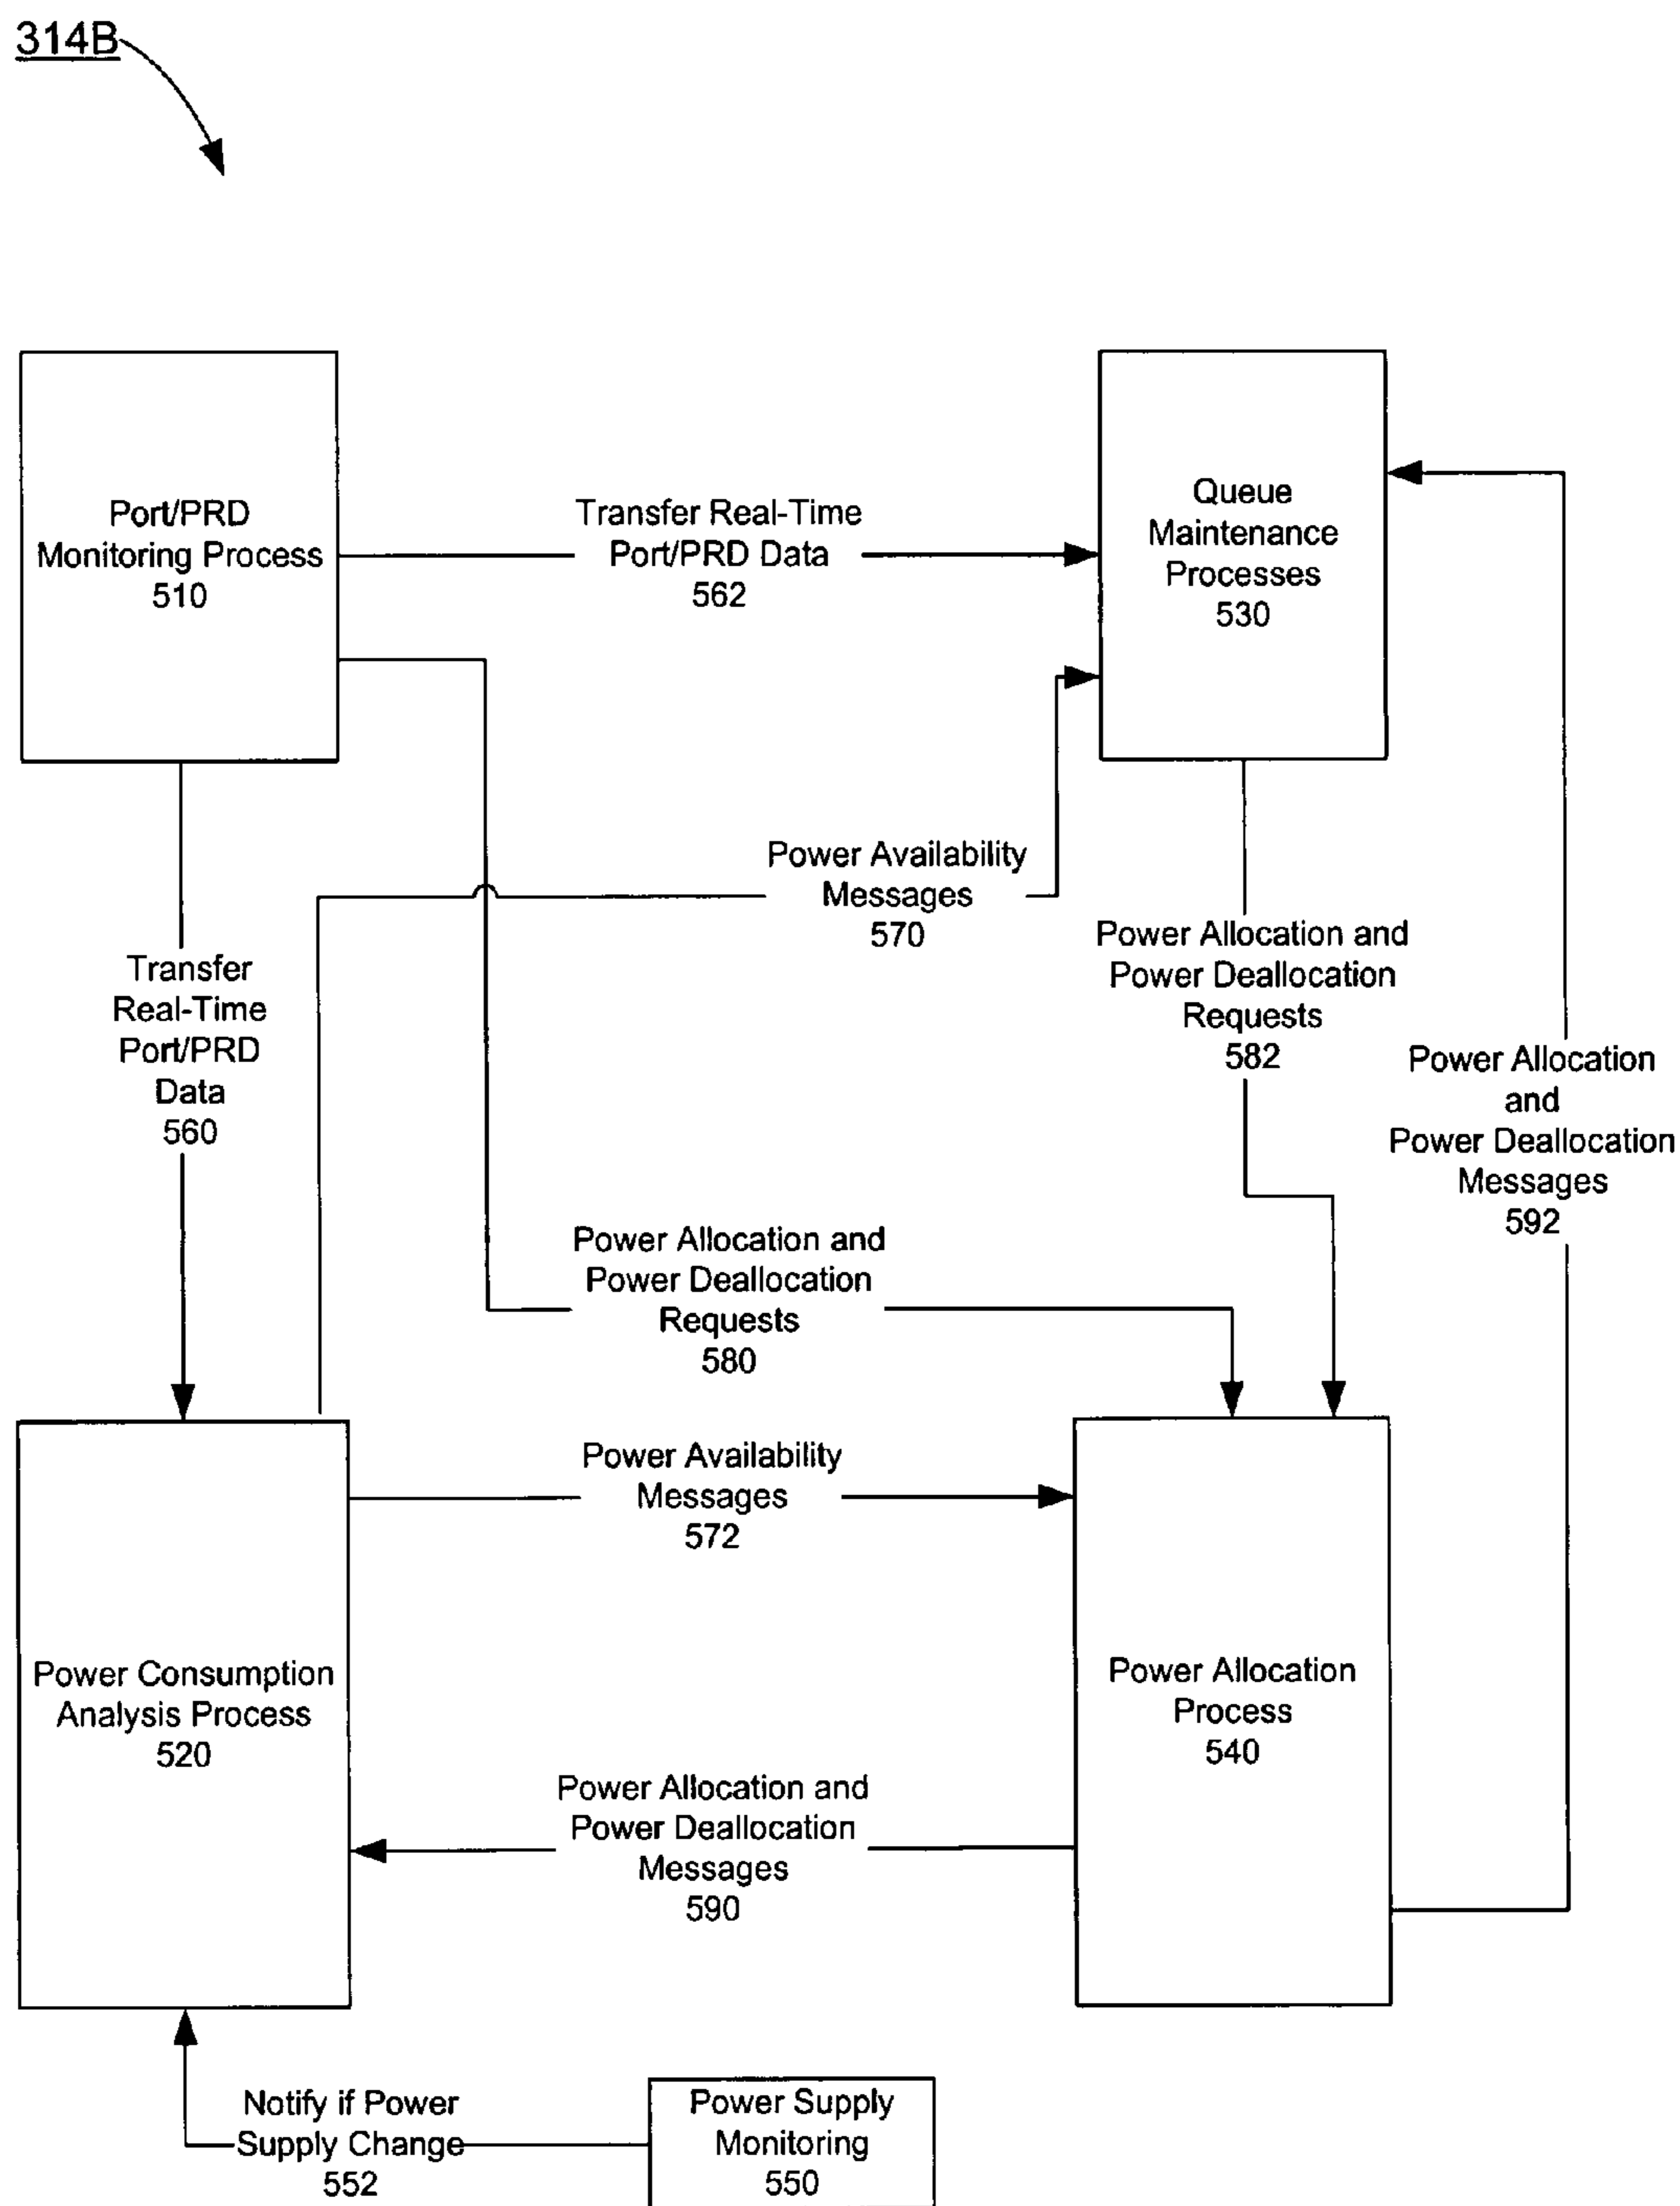 314B
Port/PRD
Monitoring Process
510
Transfer Real-Time
Port/PRD Data
562
Queue
Maintenance
Processes
530
Power Availability
Messages
570
Power Allocation and
Power Deallocation
Requests
582
Transfer
Real-Time
Port/PRD
Data
560
Power Allocation
and
Power Deallocation
Messages
592
Power Allocation and
Power Deallocation
Requests
580
Power Availability
Messages
572
Power Consumption
Analysis Process
520
Power Allocation
Process
540
Power Allocation and
Power Deallocation
Messages
590
Notify if Power
Supply Change
552
Power Supply
Monitoring
550